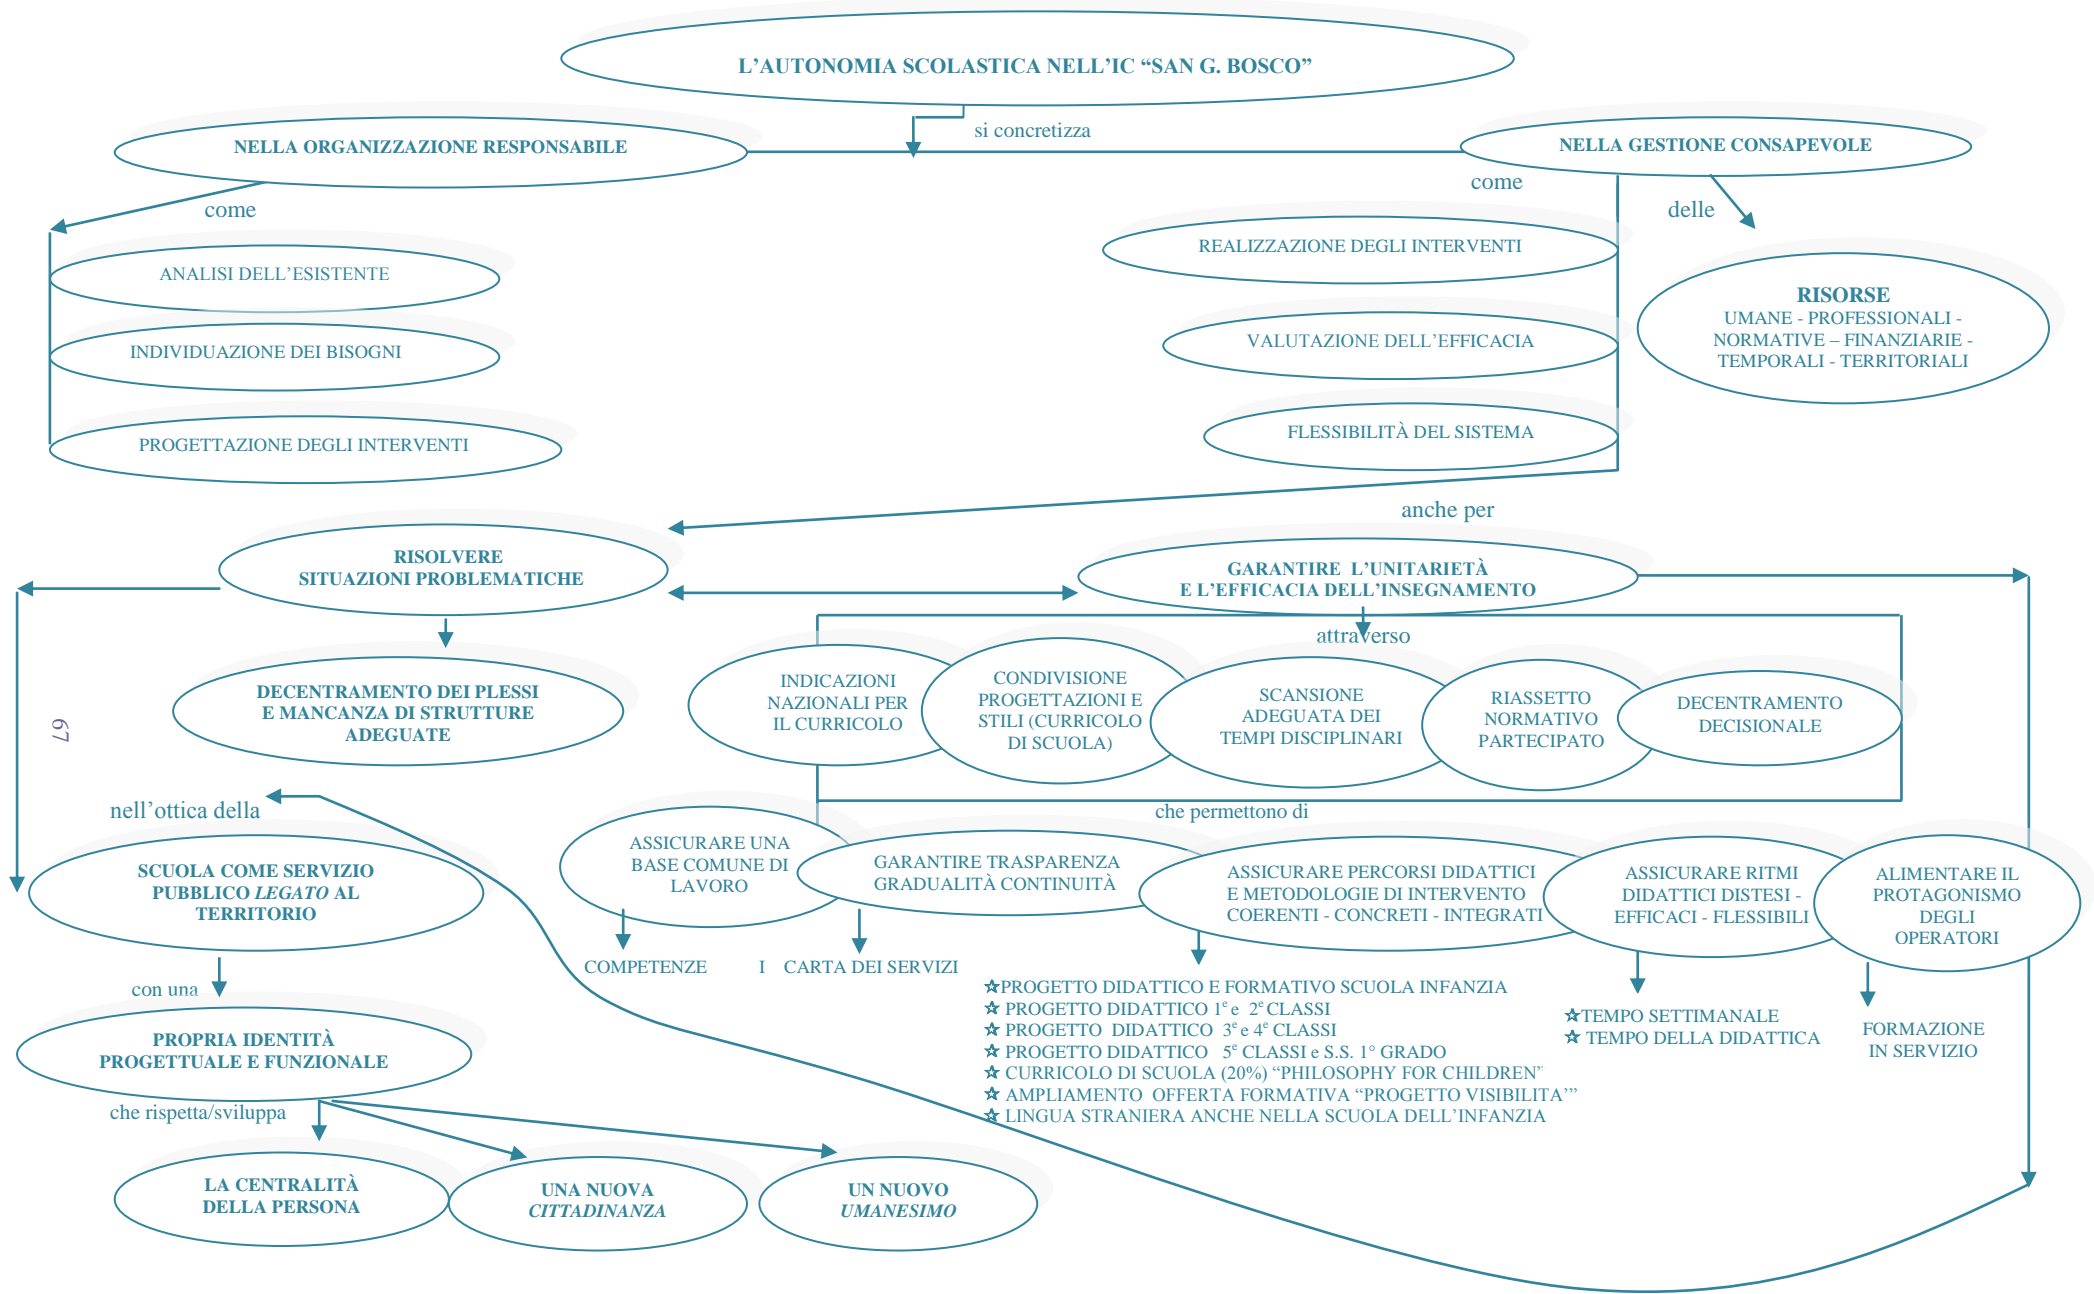 L’AUTONOMIA SCOLASTICA NELL’IC “SAN G. BOSCO”
si concretizza
NELLA ORGANIZZAZIONE RESPONSABILE
NELLA GESTIONE CONSAPEVOLE
come
come
delle
ANALISI DELL’ESISTENTE
INDIVIDUAZIONE DEI BISOGNI
PROGETTAZIONE DEGLI INTERVENTI
REALIZZAZIONE DEGLI INTERVENTI
VALUTAZIONE DELL’EFFICACIA
FLESSIBILITÀ DEL SISTEMA
RISORSE
UMANE - PROFESSIONALI -
NORMATIVE – FINANZIARIE -
TEMPORALI - TERRITORIALI
anche per
RISOLVERE
SITUAZIONI PROBLEMATICHE
GARANTIRE L’UNITARIETÀ
E L’EFFICACIA DELL’INSEGNAMENTO
attraverso
DECENTRAMENTO DEI PLESSI
E MANCANZA DI STRUTTURE
ADEGUATE
INDICAZIONI
NAZIONALI PER
IL CURRICOLO
CONDIVISIONE
PROGETTAZIONI E
STILI (CURRICOLO
DI SCUOLA)
SCANSIONE
ADEGUATA DEI
TEMPI DISCIPLINARI
RIASSETTO
NORMATIVO
PARTECIPATO
DECENTRAMENTO
DECISIONALE
67
nell’ottica della
che permettono di
SCUOLA COME SERVIZIO
PUBBLICO LEGATO AL
TERRITORIO
ASSICURARE UNA
BASE COMUNE DI
LAVORO
GARANTIRE TRASPARENZA
GRADUALITÀ CONTINUITÀ
ASSICURARE PERCORSI DIDATTICI
E METODOLOGIE DI INTERVENTO
COERENTI - CONCRETI - INTEGRATI
ASSICURARE RITMI
DIDATTICI DISTESI -
EFFICACI - FLESSIBILI
ALIMENTARE IL
PROTAGONISMO
DEGLI
OPERATORI
COMPETENZE I CARTA DEI SERVIZI
☆PROGETTO DIDATTICO E FORMATIVO SCUOLA INFANZIA
☆ PROGETTO DIDATTICO 1ᵉ e 2ᵉ CLASSI
☆ PROGETTO DIDATTICO 3ᵉ e 4ᵉ CLASSI
☆ PROGETTO DIDATTICO 5ᵉ CLASSI e S.S. 1° GRADO
☆ CURRICOLO DI SCUOLA (20%) “PHILOSOPHY FOR CHILDREN”
☆ AMPLIAMENTO OFFERTA FORMATIVA “PROGETTO VISIBILITA’”
☆ LINGUA STRANIERA ANCHE NELLA SCUOLA DELL’INFANZIA
☆TEMPO SETTIMANALE
☆ TEMPO DELLA DIDATTICA
FORMAZIONE
IN SERVIZIO
con una
PROPRIA IDENTITÀ
PROGETTUALE E FUNZIONALE
che rispetta/sviluppa
LA CENTRALITÀ
DELLA PERSONA
UNA NUOVA
CITTADINANZA
UN NUOVO
UMANESIMO